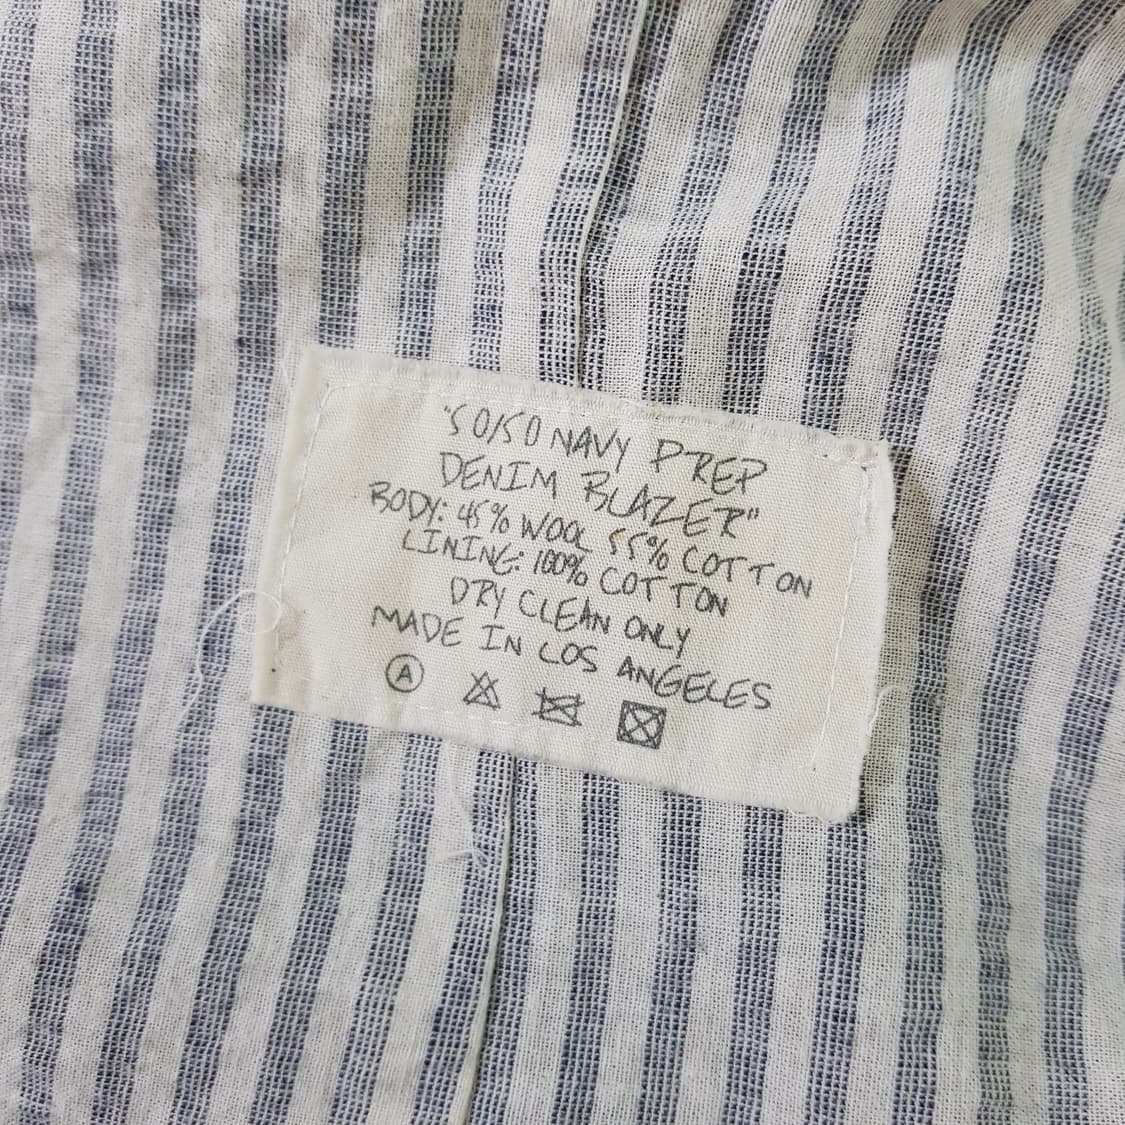 "50/50 NAVY PREP
DENIM BLAZER"
BODY: 45% WOOL 55% COTTON
LINING: 100% COTTON
DRY CLEAN ONLY
MADE IN LOS ANGELES
A